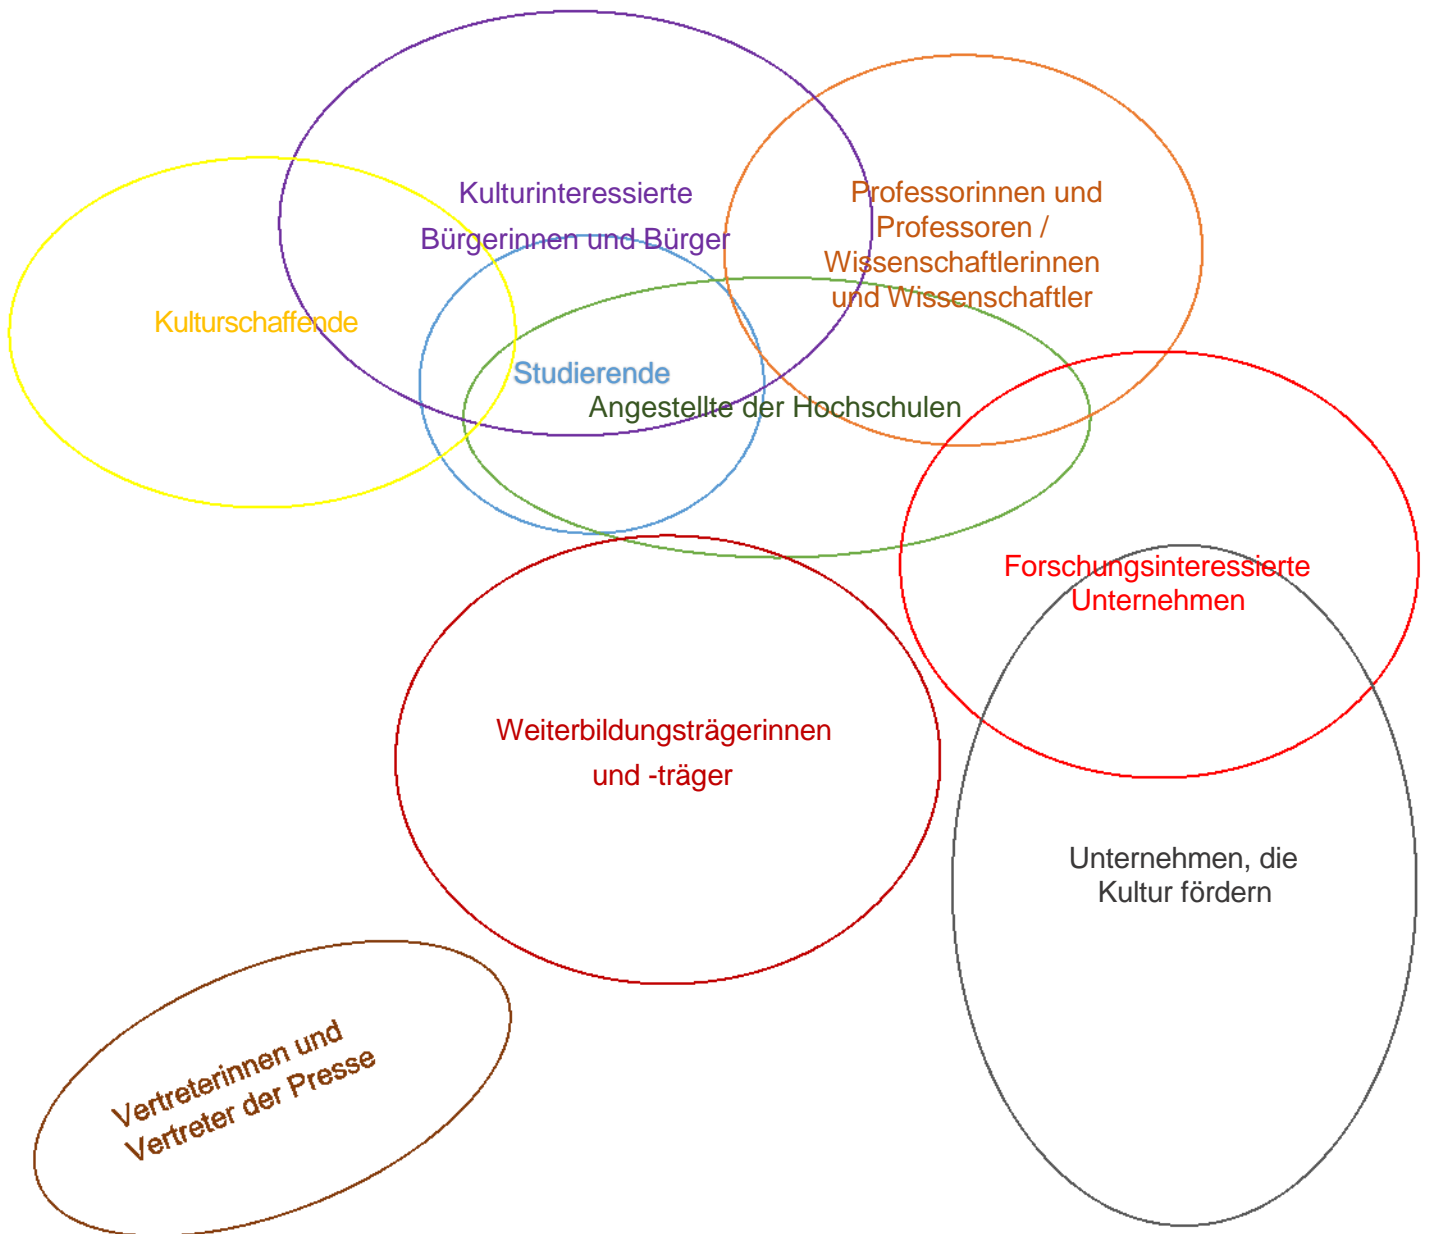 Kulturinteressierte
Bürgerinnen und Bürger
Professorinnen und
Professoren /
Wissenschaftlerinnen
und Wissenschaftler
Kulturschaffende
Studierende
Angestellte der Hochschulen
Forschungsinteressierte
Unternehmen
Weiterbildungsträgerinnen
und -träger
Unternehmen, die
Kultur fördern
Vertreterinnen und
Vertreter der Presse